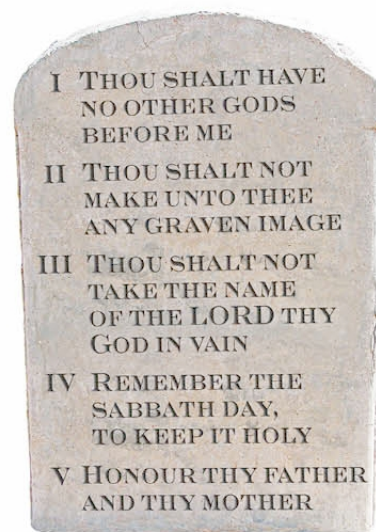 I THOU SHALT HAVE
NO OTHER GODS
BEFORE ME
II THOU SHALT NOT
MAKE UNTO THEE
ANY GRAVEN IMAGE
III THOU SHALT NOT
TAKE THE NAME
OF THE LORD THY
GOD IN VAIN
IV REMEMBER THE
SABBATH DAY,
TO KEEP IT HOLY
V HONOUR THY FATHER
AND THY MOTHER